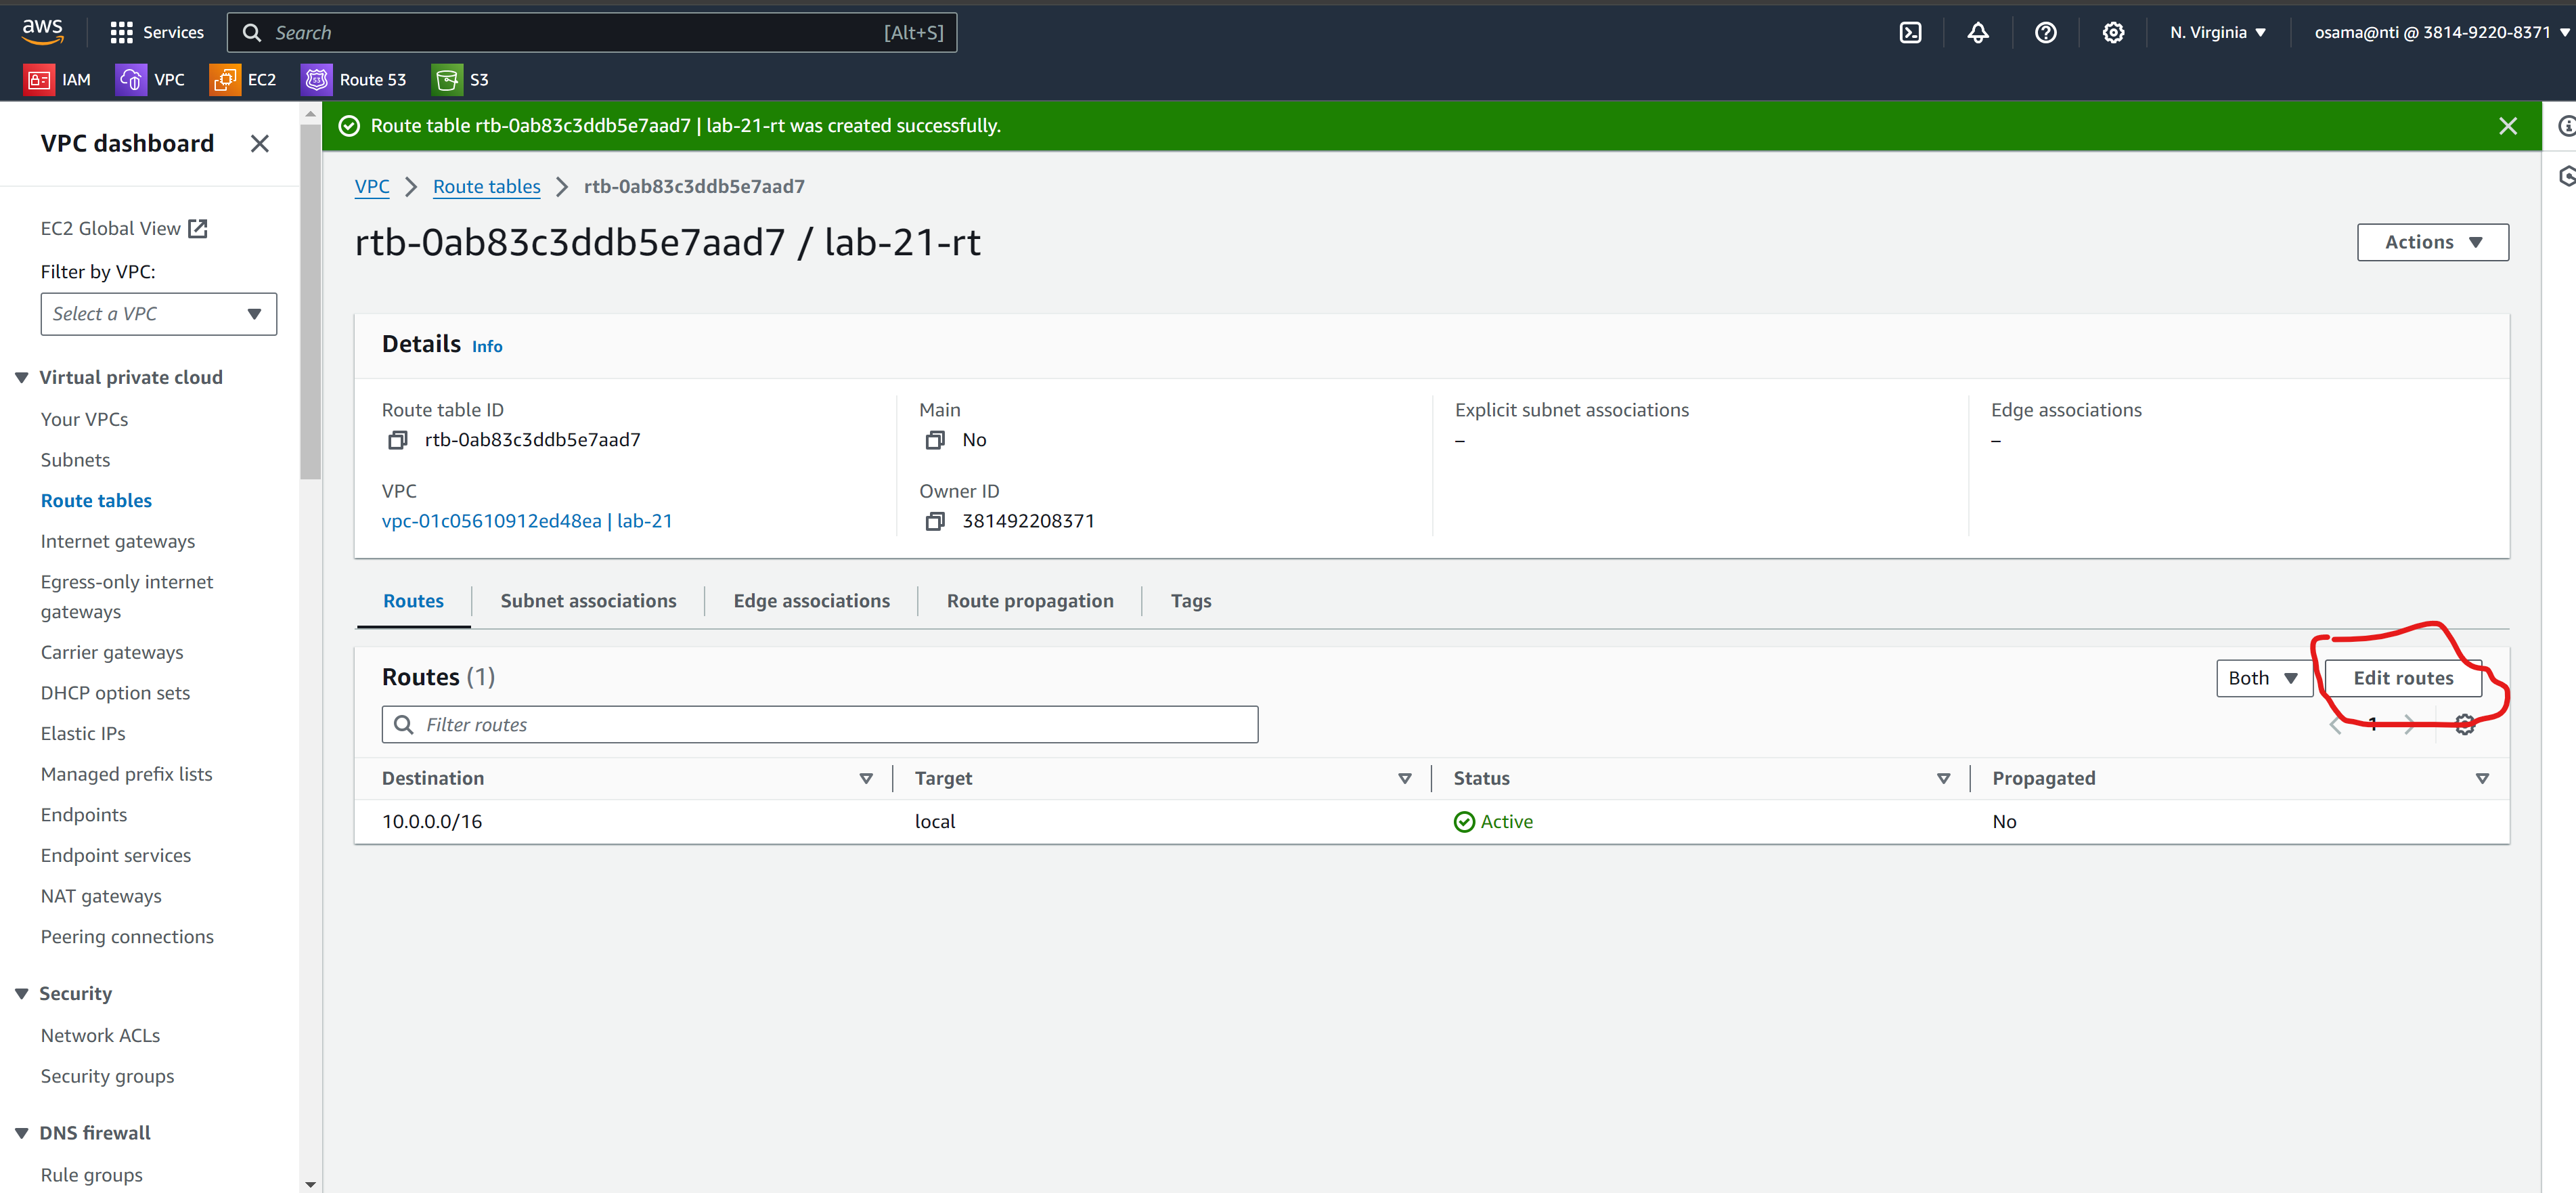 aws
Services
Search
[Alt+S]
N. Virginia
osama@nti @ 3814-9220-8371
IAM
VPC
EC2
53
Route 53
S3
VPC dashboard
EC2 Global View
Filter by VPC:
Select a VPC
Virtual private cloud
Your VPCs
Subnets
Route tables
Internet gateways
Egress-only internet
gateways
Carrier gateways
DHCP option sets
Elastic IPs
Managed prefix lists
Endpoints
Endpoint services
NAT gateways
Peering connections
Security
Network ACLs
Security groups
DNS firewall
Rule groups
Route table rtb-0ab83c3ddb5e7aad7 | lab-21-rt was created successfully.
VPC
Route tables
rtb-0ab83c3ddb5e7aad7
rtb-0ab83c3ddb5e7aad7 / lab-21-rt
Actions
Details Info
Route table ID
rtb-0ab83c3ddb5e7aad7
Main
No
Explicit subnet associations
–
Edge associations
–
VPC
vpc-01c05610912ed48ea | lab-21
Owner ID
381492208371
Routes
Subnet associations
Edge associations
Route propagation
Tags
Routes (1)
Both
Edit routes
Filter routes
1
Destination
Target
Status
Propagated
10.0.0.0/16
local
Active
No